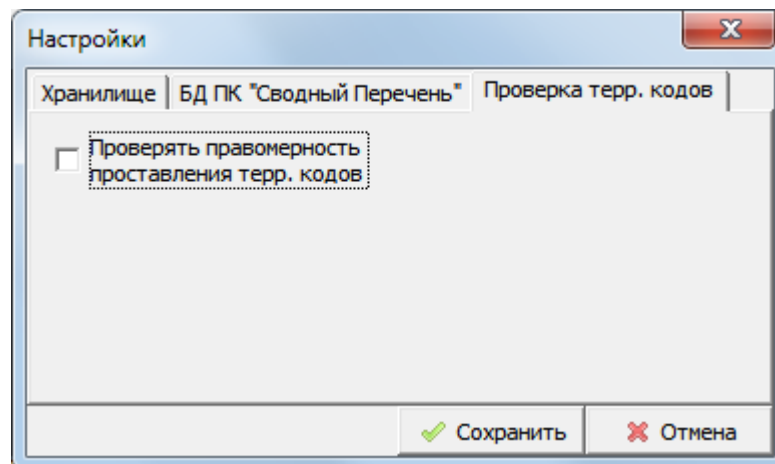 Настройки
Хранилище БД ПК "Сводный Перечень" Проверка терр. кодов
Проверять правомерность
проставления терр. кодов
Сохранить Отмена